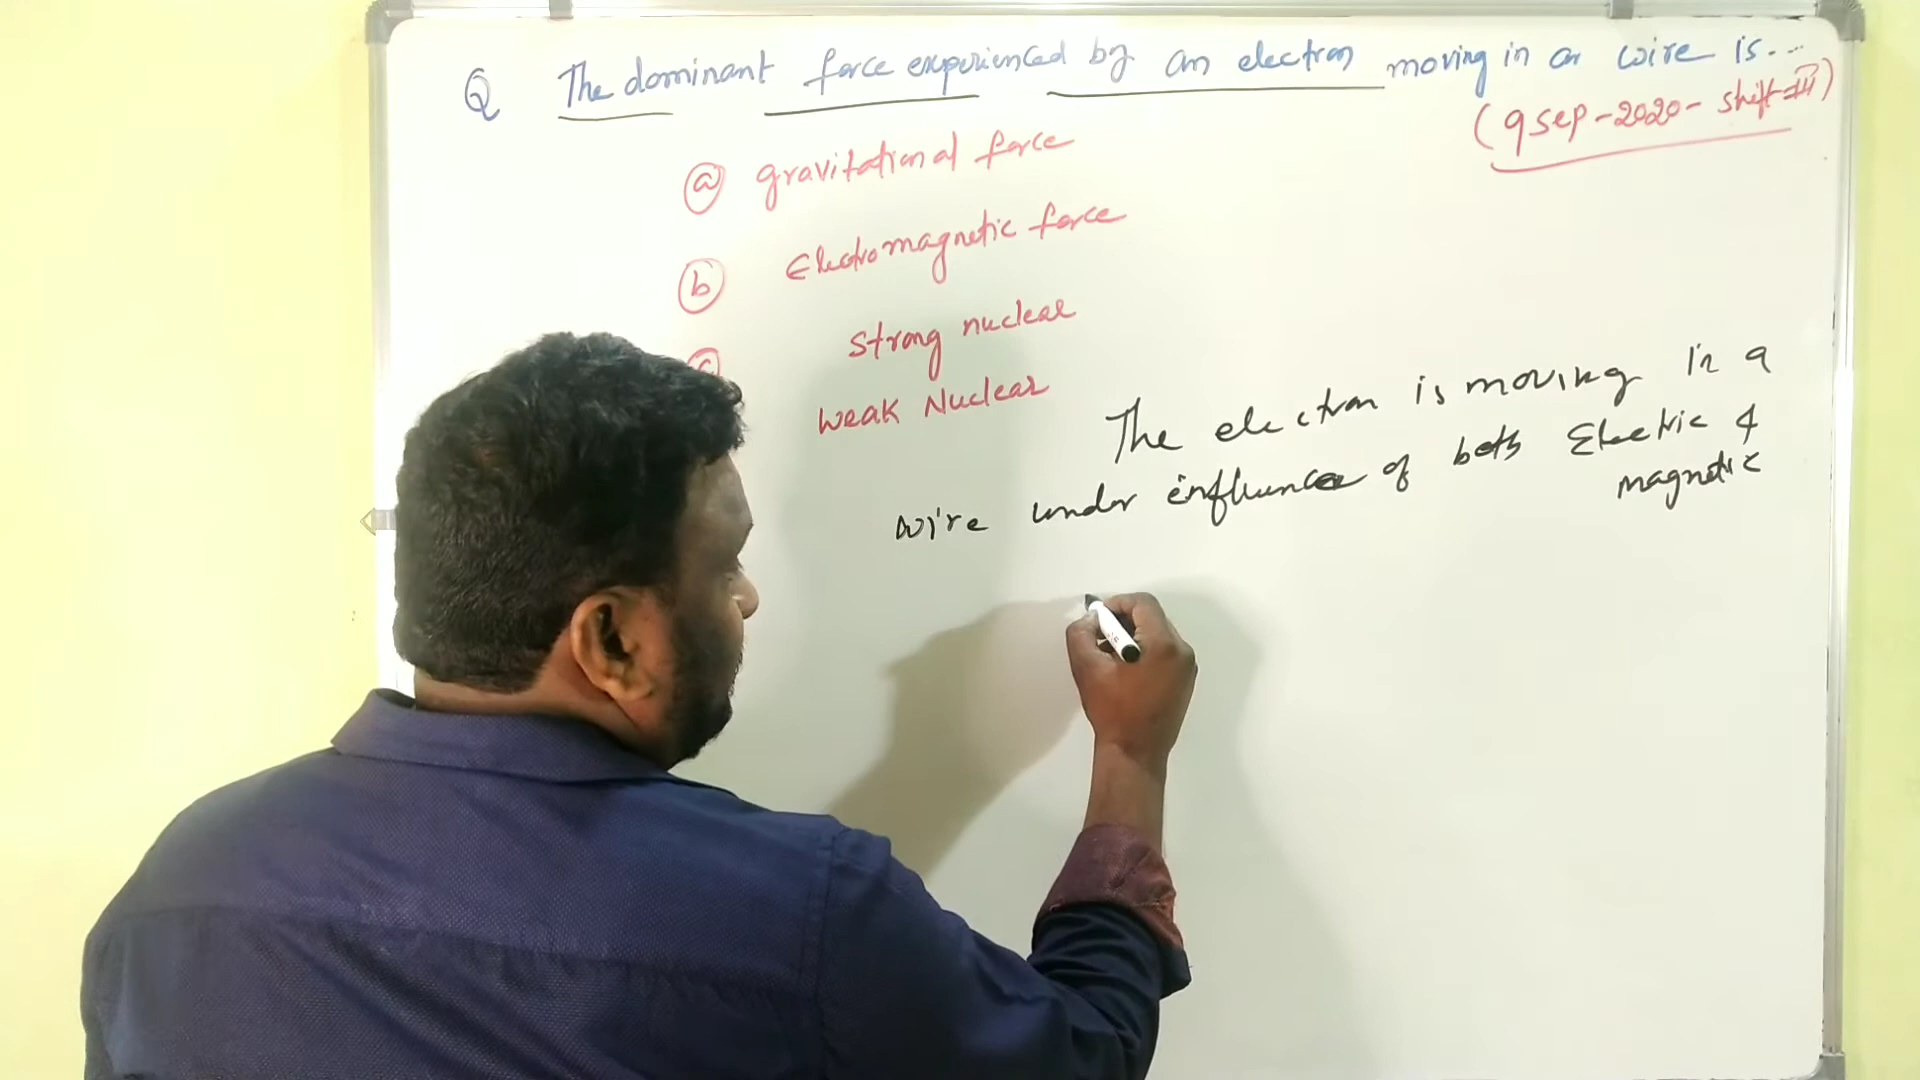 Q The dominant force experienced by an electron moving in a wire is....
(9 sep - 2020 - shift-III)
(a) gravitational force
(b) Electromagnetic force
(c) Strong nuclear
Weak Nuclear
The electron is moving in a
wire under influence of both Electric &
magnetic